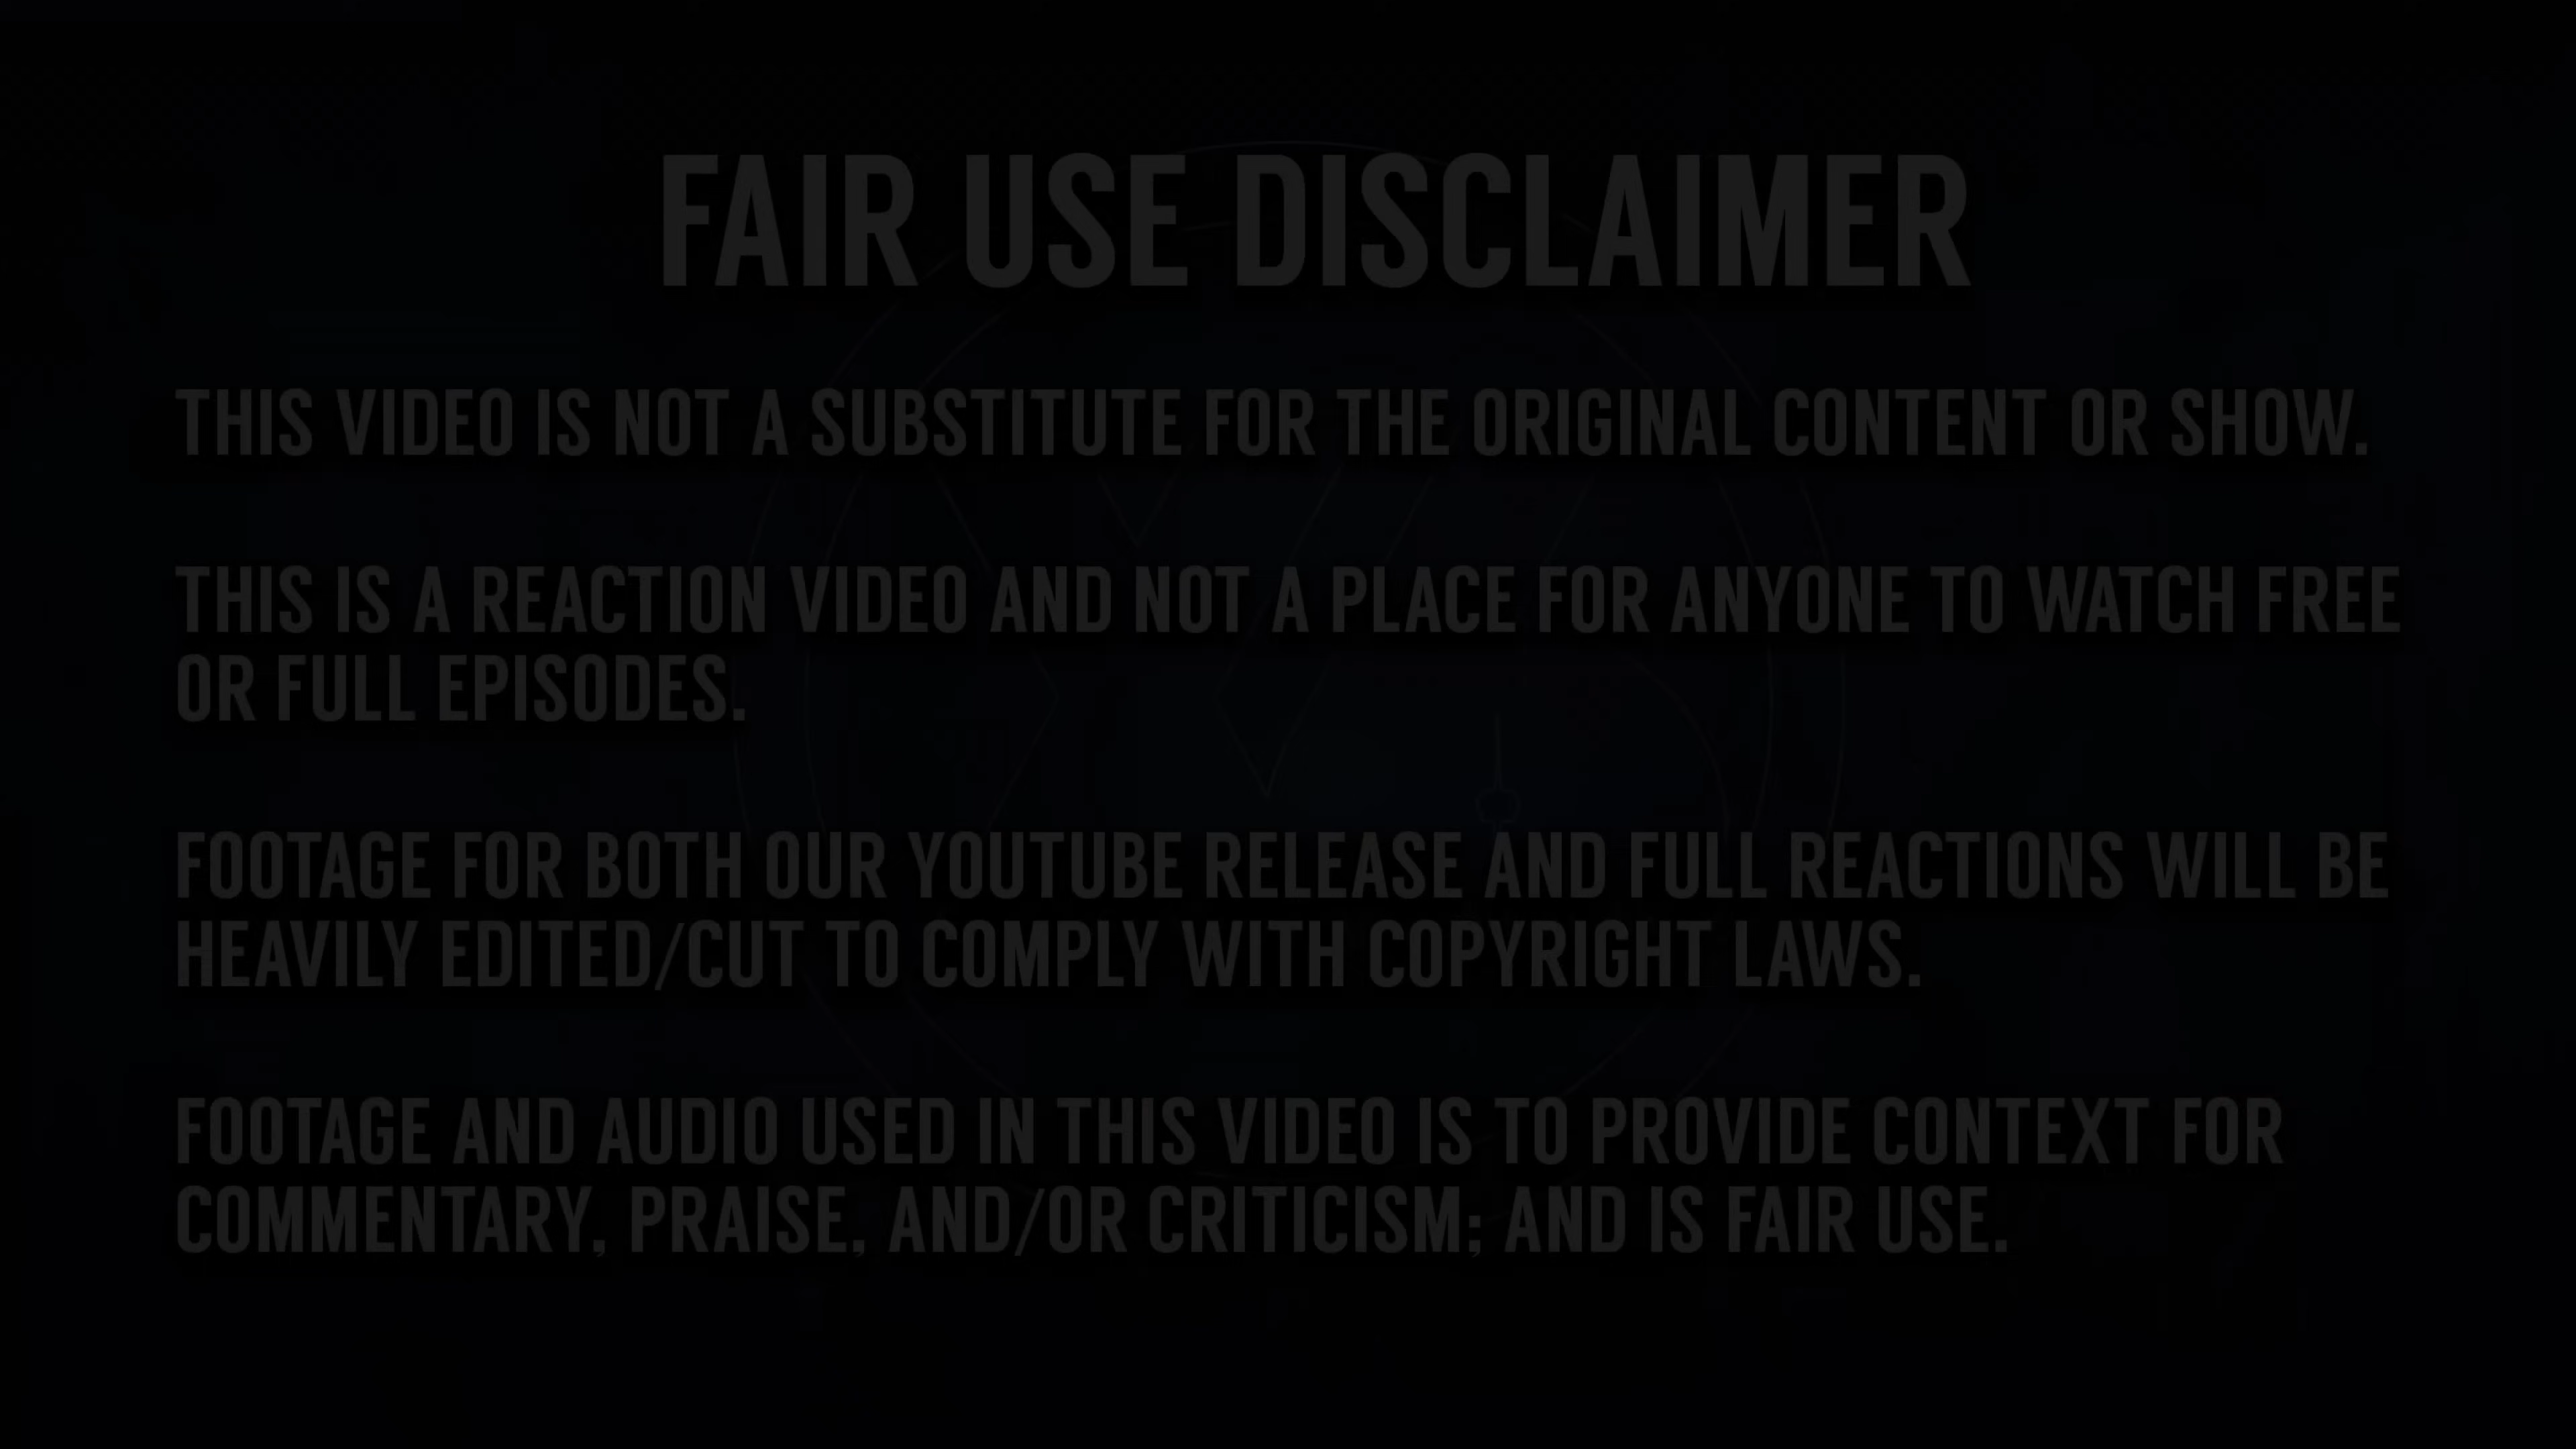 FAIR USE DISCLAIMER
THIS VIDEO IS NOT A SUBSTITUTE FOR THE ORIGINAL CONTENT OR SHOW.
THIS IS A REACTION VIDEO AND NOT A PLACE FOR ANYONE TO WATCH FREE
OR FULL EPISODES.
FOOTAGE FOR BOTH OUR YOUTUBE RELEASE AND FULL REACTIONS WILL BE
HEAVILY EDITED/CUT TO COMPLY WITH COPYRIGHT LAWS.
FOOTAGE AND AUDIO USED IN THIS VIDEO IS TO PROVIDE CONTEXT FOR
COMMENTARY, PRAISE, AND/OR CRITICISM; AND IS FAIR USE.